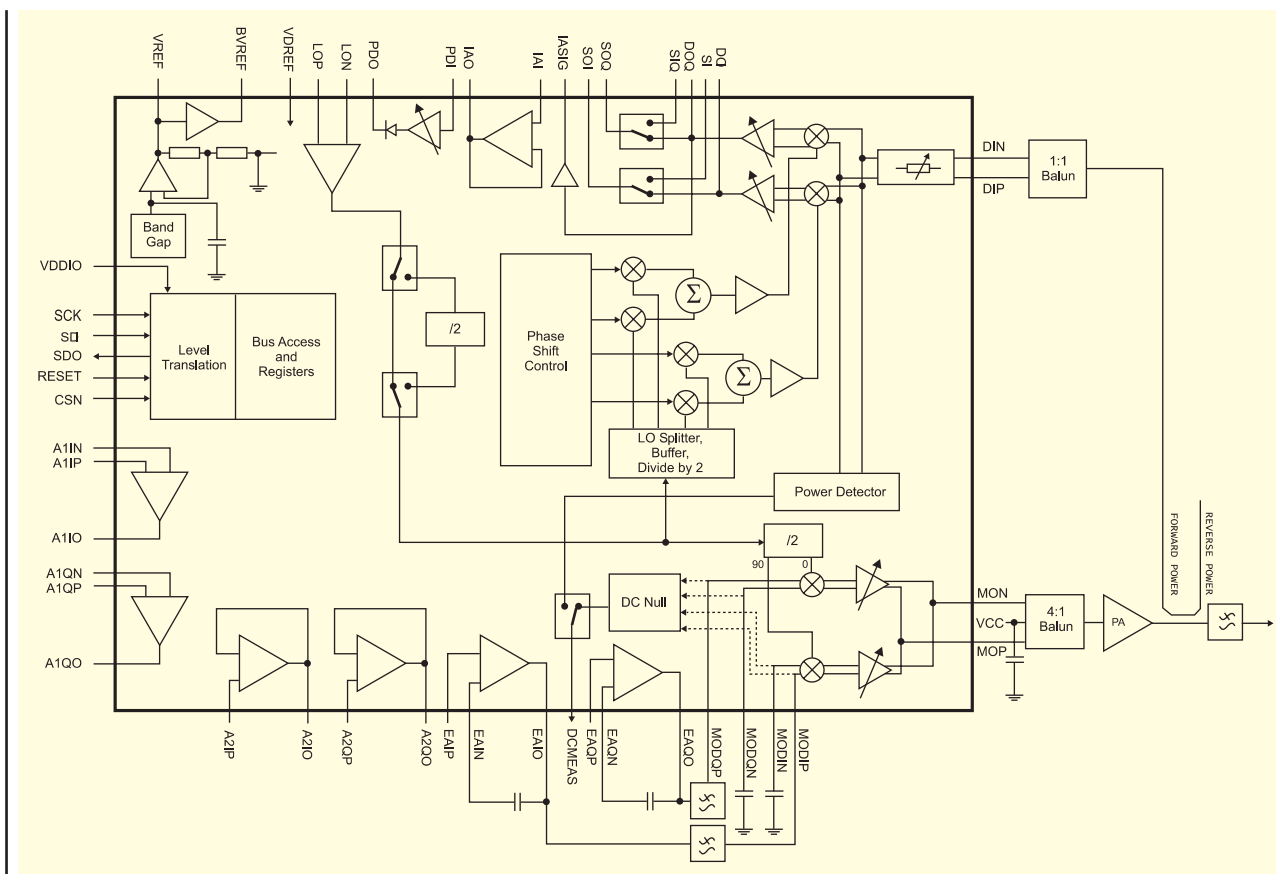 VREF
BVREF
VDREF
LOP
LON
PDO
PDI
IAO
IAI
IASIG
SOI
SOQ
SIQ
DOQ
SI
DIN
DIP
1:1
Balun
Band
Gap
VDDIO
SCK
SDO
RESET
CSN
Level
Translation
Bus Access
and
Registers
/2
Phase
Shift
Control
Σ
Σ
LO Splitter,
Buffer,
Divide by 2
Power Detector
A1IN
A1IP
A1IO
A1QN
A1QP
A1QO
/2
90
0
DC Null
FORWARD POWER
REVERSE POWER
MON
VCC
MOP
4:1
Balun
PA
A2IP
A2IO
A2QP
A2QO
EAIP
EAIN
EAIO
DCMEAS
EAQP
EAQN
EAQO
MODQP
MODQN
MODIN
MODIP